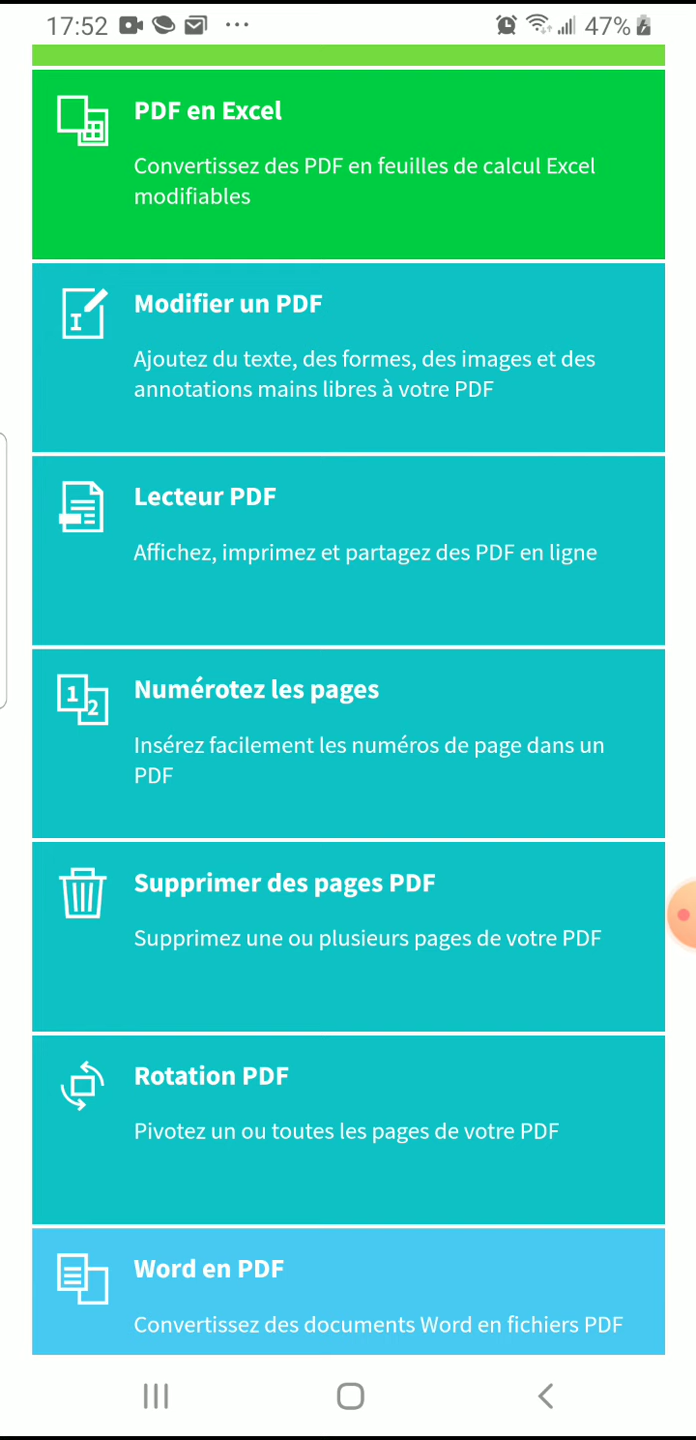 17:52 47%
PDF en Excel
Convertissez des PDF en feuilles de calcul Excel
modifiables
Modifier un PDF
Ajoutez du texte, des formes, des images et des
annotations mains libres à votre PDF
Lecteur PDF
Affichez, imprimez et partagez des PDF en ligne
1
2
Numérotez les pages
Insérez facilement les numéros de page dans un
PDF
Supprimer des pages PDF
Supprimez une ou plusieurs pages de votre PDF
Rotation PDF
Pivotez un ou toutes les pages de votre PDF
Word en PDF
Convertissez des documents Word en fichiers PDF